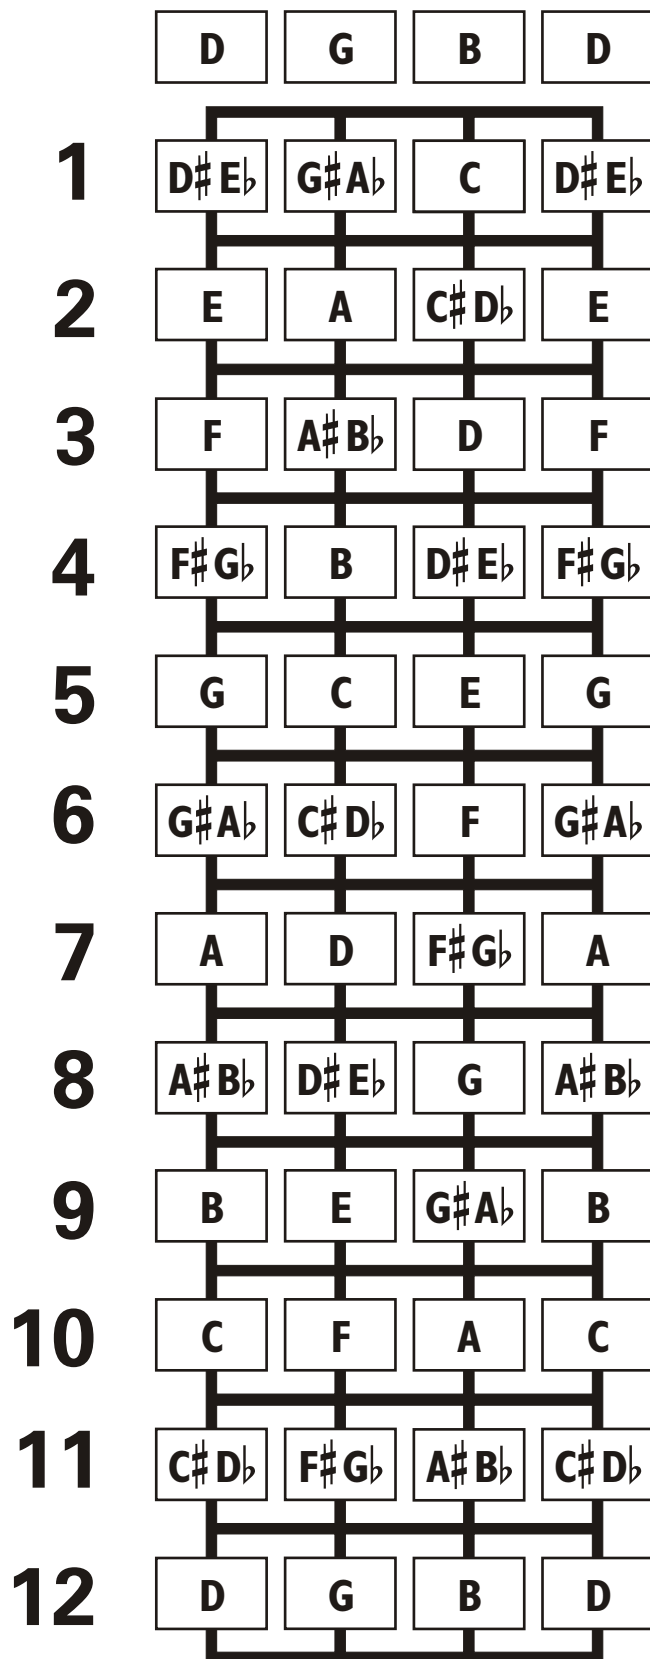 D G B D
1 D♯E♭ G♯A♭ C D♯E♭
2 E A C♯D♭ E
3 F A♯B♭ D F
4 F♯G♭ B D♯E♭ F♯G♭
5 G C E G
6 G♯A♭ C♯D♭ F G♯A♭
7 A D F♯G♭ A
8 A♯B♭ D♯E♭ G A♯B♭
9 B E G♯A♭ B
10 C F A C
11 C♯D♭ F♯G♭ A♯B♭ C♯D♭
12 D G B D